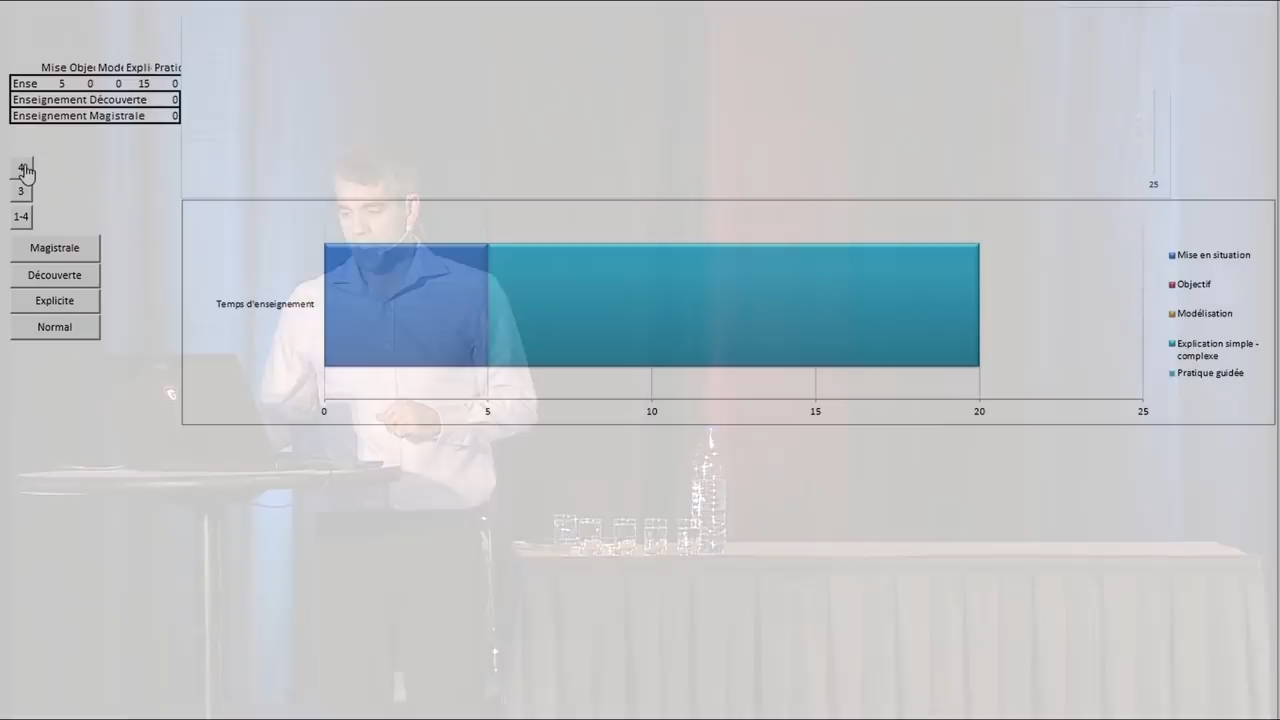 Mise Obje Mode Expli Pratic
Ense 5 0 0 15 0
Enseignement Découverte 0
Enseignement Magistrale 0
4
3
1-4
Magistrale
Découverte
Explicite
Normal
25
Temps d'enseignement
0 5 10 15 20 25
Mise en situation
Objectif
Modélisation
Explication simple -
complexe
Pratique guidée